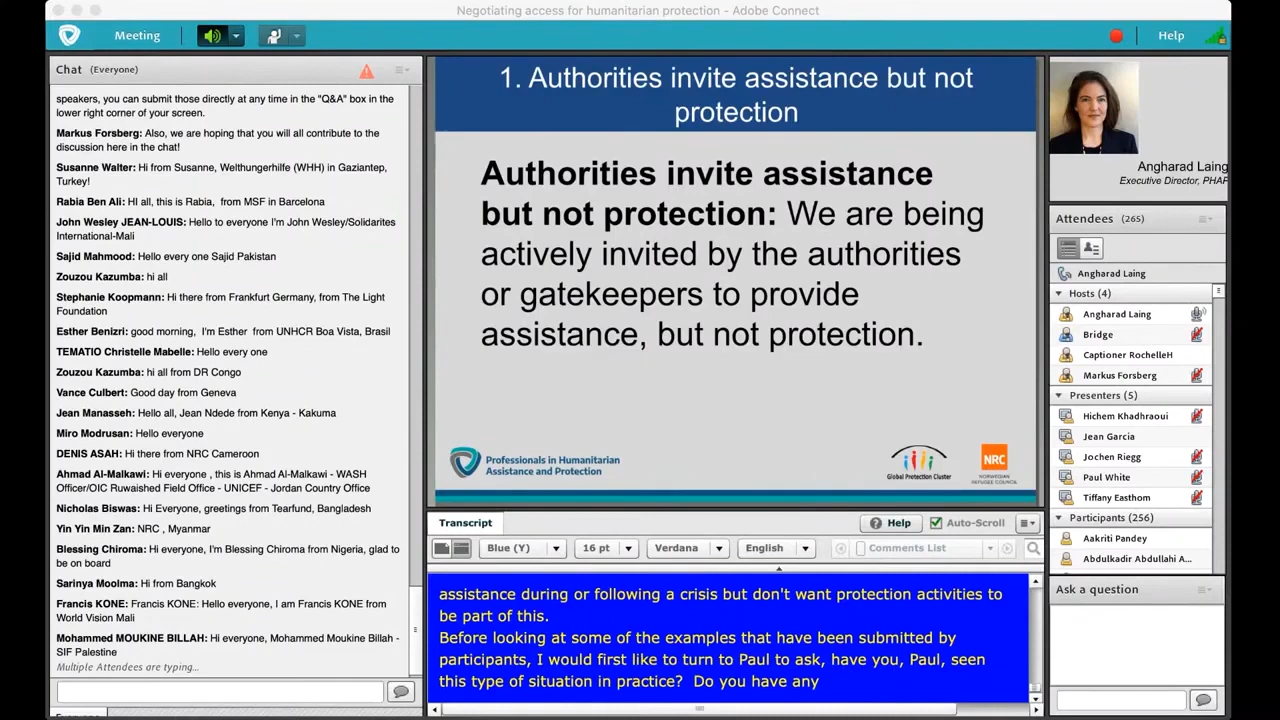 Negotiating access for humanitarian protection - Adobe Connect
Meeting
Help
Chat (Everyone)
speakers, you can submit those directly at any time in the "Q&A" box in the
lower right corner of your screen.
Markus Forsberg: Also, we are hoping that you will all contribute to the
discussion here in the chat!
Susanne Walter: Hi from Susanne, Welthungerhilfe (WHH) in Gaziantep,
Turkey!
Rabia Ben Ali: HI all, this is Rabia, from MSF in Barcelona
John Wesley JEAN-LOUIS: Hello to everyone I'm John Wesley/Solidarites
International-Mali
Sajid Mahmood: Hello every one Sajid Pakistan
Zouzou Kazumba: hi all
Stephanie Koopmann: Hi there from Frankfurt Germany, from The Light
Foundation
Esther Benizri: good morning, I'm Esther from UNHCR Boa Vista, Brasil
TEMATIO Christelle Mabelle: Hello every one
Zouzou Kazumba: hi all from DR Congo
Vance Culbert: Good day from Geneva
Jean Manasseh: Hello all, Jean Ndede from Kenya - Kakuma
Miro Modrusan: Hello everyone
DENIS ASAH: Hi there from NRC Cameroon
Ahmad Al-Malkawi: Hi everyone , this is Ahmad Al-Malkawi - WASH
Officer/OIC Ruwaished Field Office - UNICEF - Jordan Country Office
Nicholas Biswas: Hi Everyone, greetings from Tearfund, Bangladesh
Yin Yin Min Zan: NRC , Myanmar
Blessing Chiroma: Hi everyone, I'm Blessing Chiroma from Nigeria, glad to
be on board
Sarinya Moolma: Hi from Bangkok
Francis KONE: Francis KONE: Hello everyone, I am Francis KONE from
World Vision Mali
Mohammed MOUKINE BILLAH: Hi everyone, Mohammed Moukine Billah -
SIF Palestine
Multiple Attendees are typing...
Everyone
1. Authorities invite assistance but not
protection
Authorities invite assistance
but not protection: We are being
actively invited by the authorities
or gatekeepers to provide
assistance, but not protection.
Professionals in Humanitarian
Assistance and Protection
Global Protection Cluster
NRC
NORWEGIAN
REFUGEE COUNCIL
Transcript
Help
Auto-Scroll
Blue (Y)
16 pt
Verdana
English
Comments List
assistance during or following a crisis but don't want protection activities to
be part of this.
Before looking at some of the examples that have been submitted by
participants, I would first like to turn to Paul to ask, have you, Paul, seen
this type of situation in practice? Do you have any
Angharad Laing
Executive Director, PHAP
Attendees (265)
Angharad Laing
Hosts (4)
Angharad Laing
Bridge
Captioner RochelleH
Markus Forsberg
Presenters (5)
Hichem Khadhraoui
Jean Garcia
Jochen Riegg
Paul White
Tiffany Easthom
Participants (256)
Aakriti Pandey
Abdulkadir Abdullahi A...
Ask a question